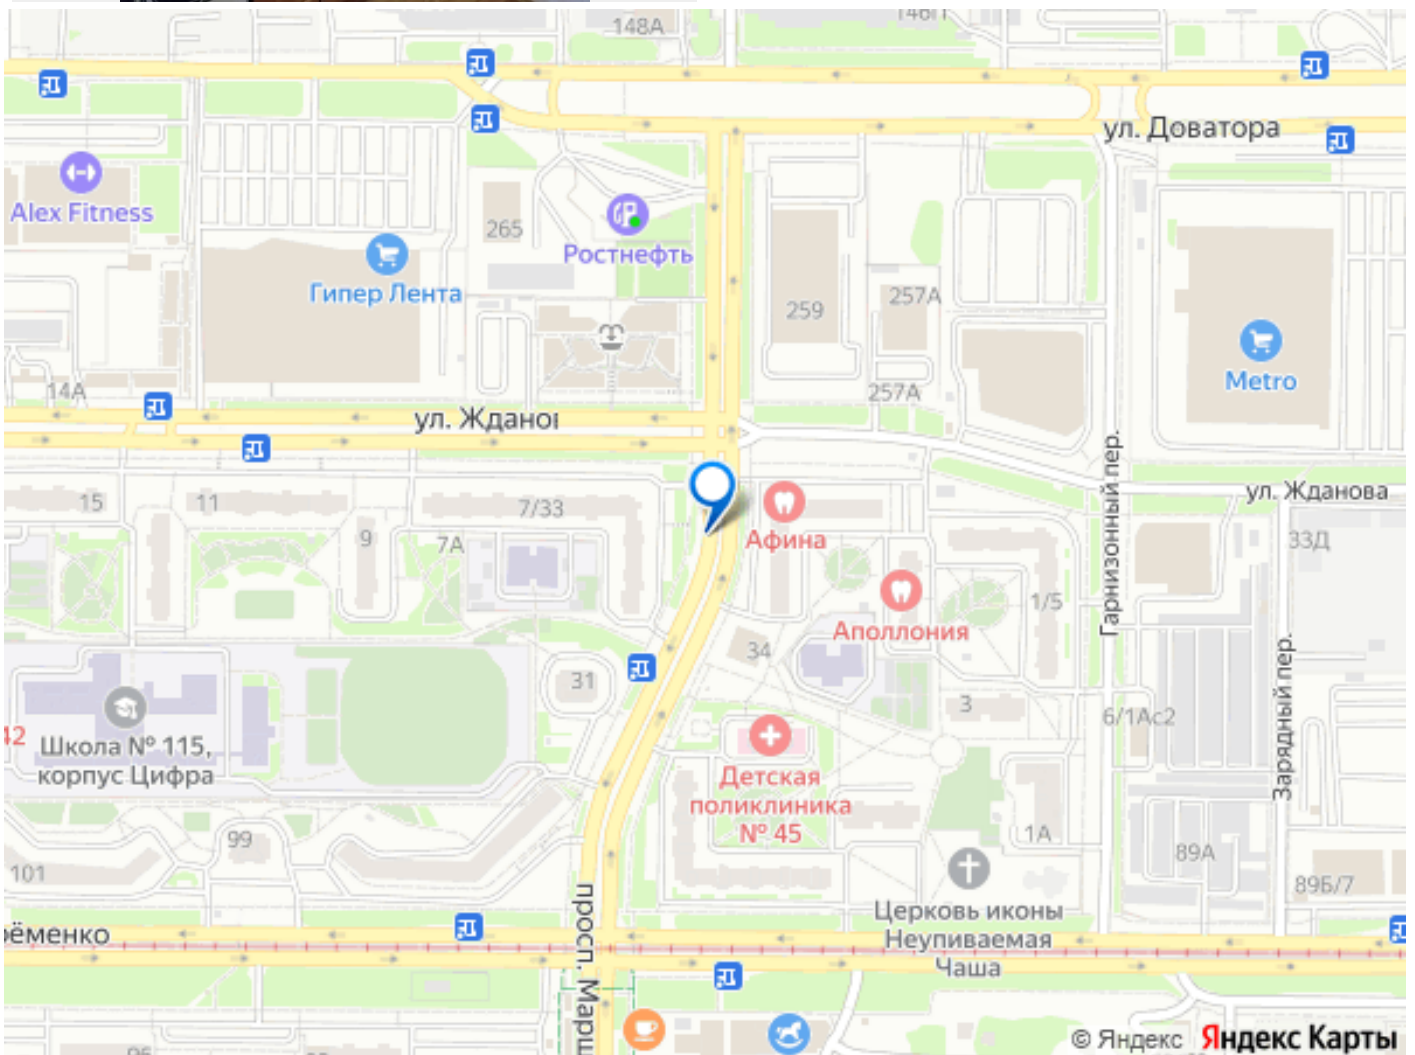 148А
146П
ул. Доватора
Alex Fitness
265
Ростнефть
Гипер Лента
259
257А
Metro
14А
257А
ул. Ждано
ул. Жданова
15
11
7/33
9
7А
Афина
Гарнизонный пер.
33Д
1/5
Аполлония
34
31
3
6/1Ас2
Зарядный пер.
42
Школа № 115,
корпус Цифра
Детская
поликлиника
№ 45
99
101
1А
89А
89Б/7
просп. Марш
Церковь иконы
Неупиваемая
Чаша
рёменко
© Яндекс Яндекс Карты